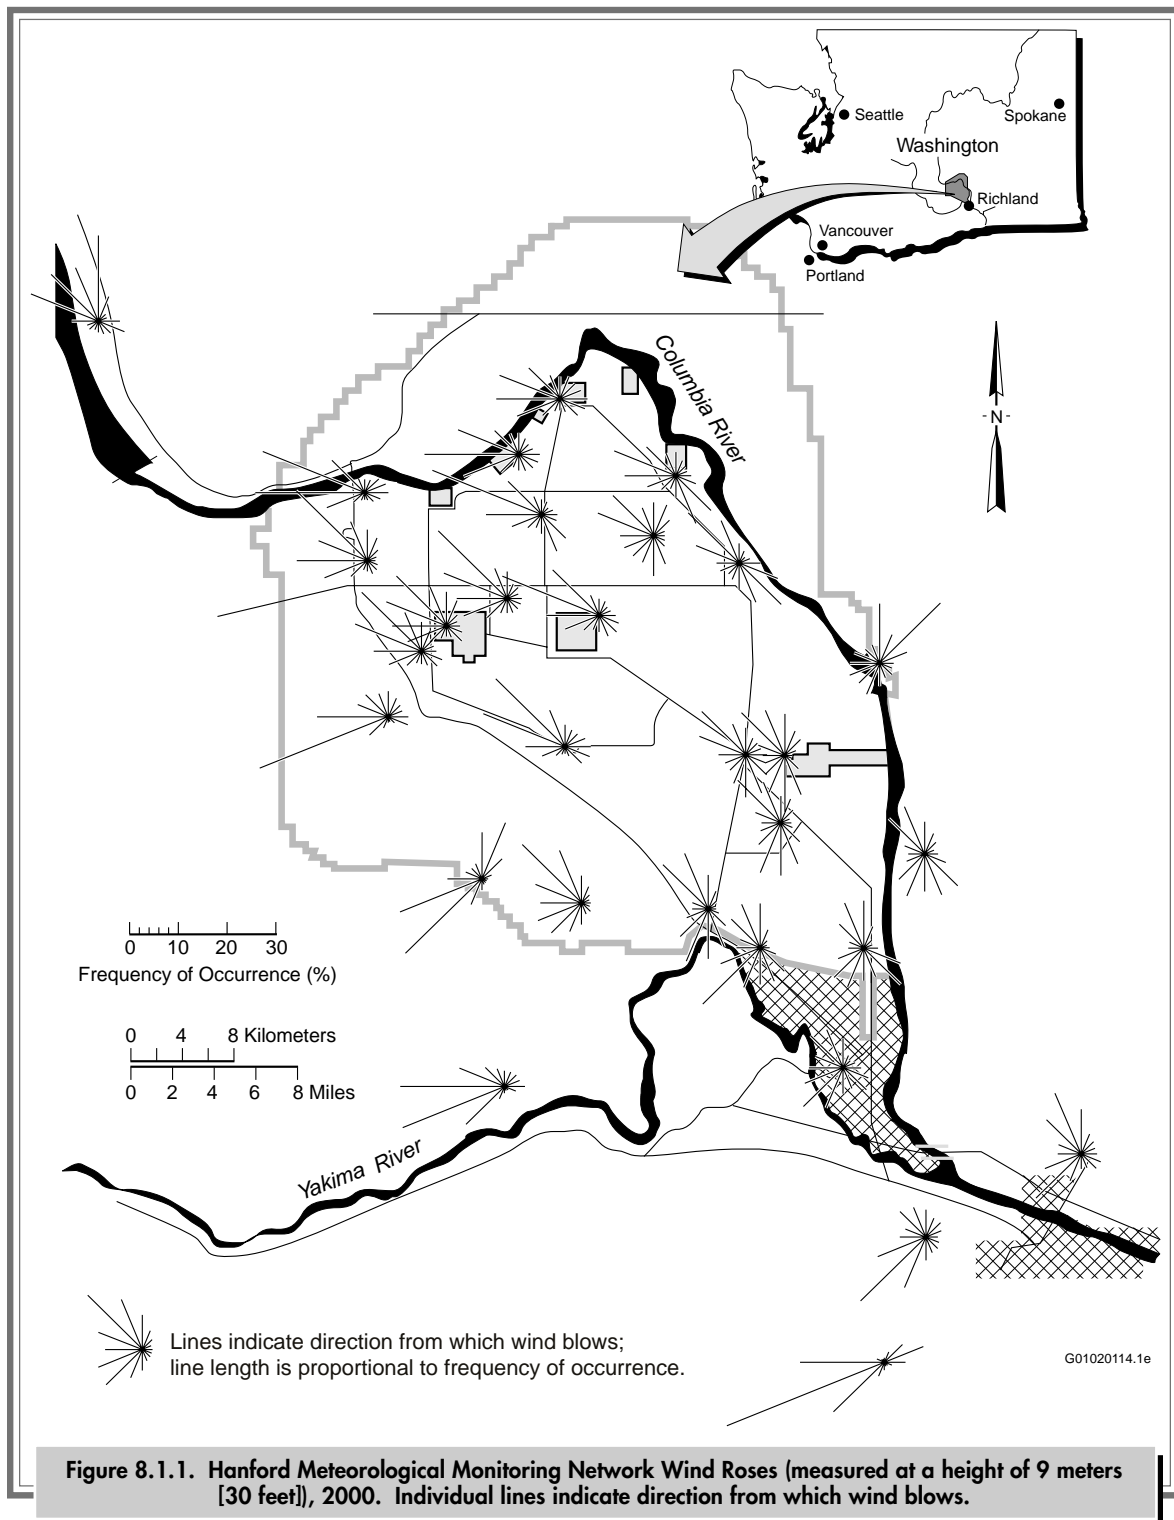 Seattle
Spokane
Washington
Richland
Vancouver
Portland
Columbia River
- N -
0 10 20 30
Frequency of Occurrence (%)
0 4 8 Kilometers
0 2 4 6 8 Miles
Yakima River
Lines indicate direction from which wind blows;
line length is proportional to frequency of occurrence.
G01020114.1e
Figure 8.1.1. Hanford Meteorological Monitoring Network Wind Roses (measured at a height of 9 meters
[30 feet]), 2000. Individual lines indicate direction from which wind blows.